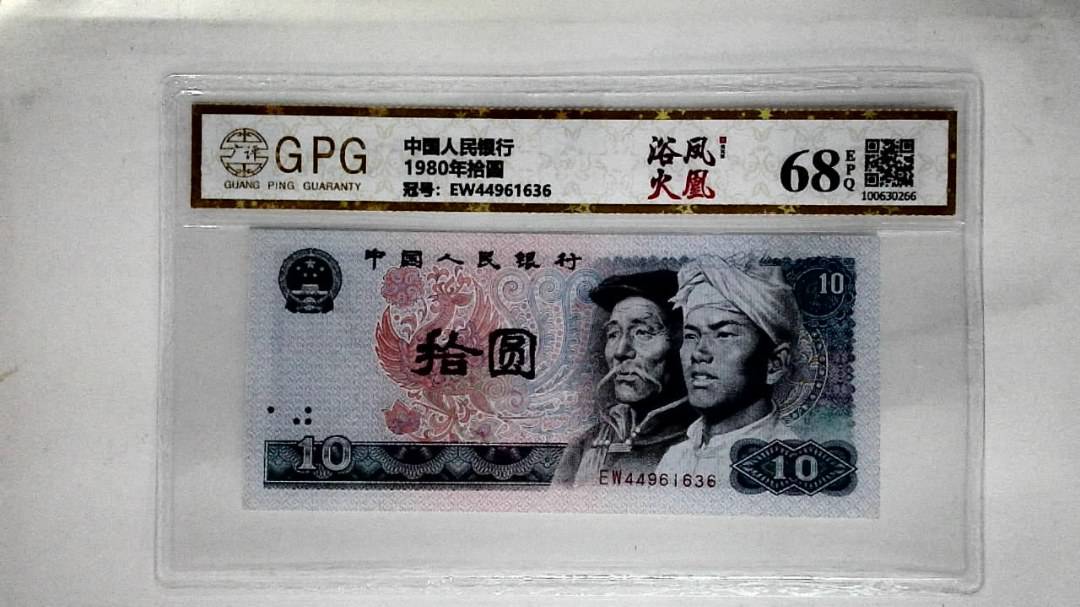 GPG
GUANG PING GUARANTY
中国人民银行
1980年拾圆
冠号：EW44961636
浴火
凤凰
68
EPQ
100630266
中国人民银行
10
拾圆
10
EW44961636
10